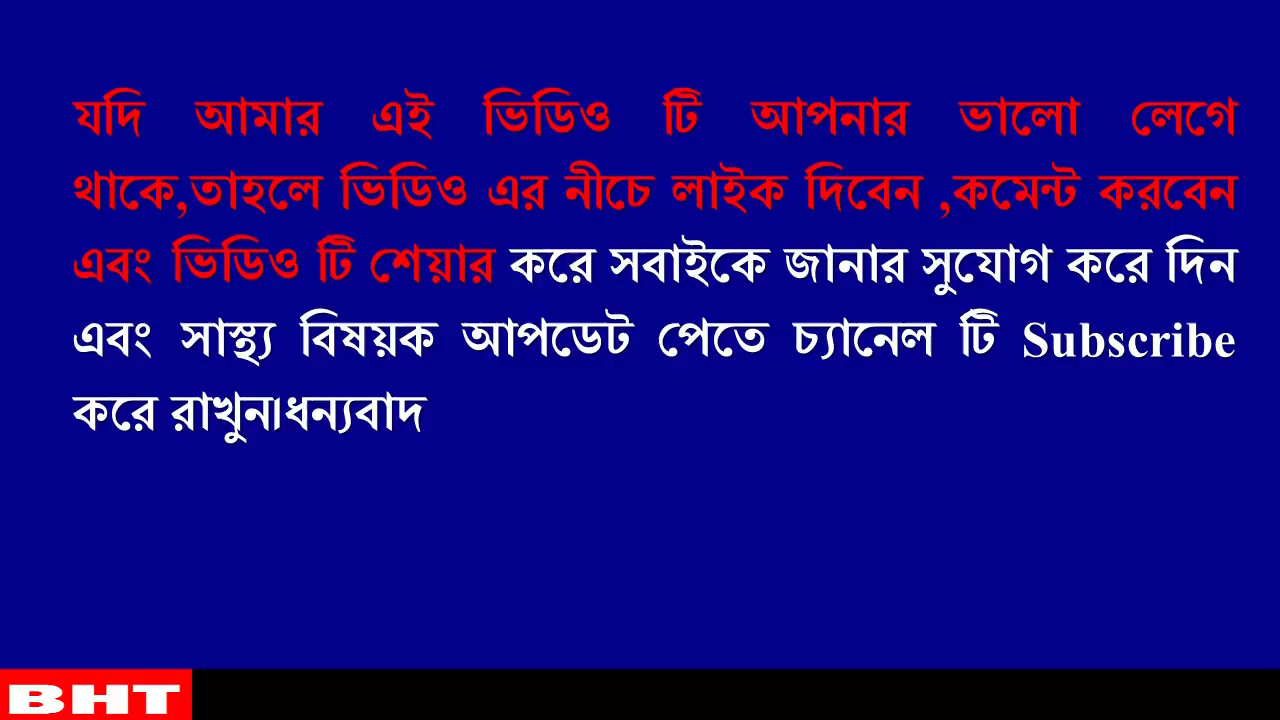 যদি আমার এই ভিডিও টি আপনার ভালো লেগে
থাকে,তাহলে ভিডিও এর নীচে লাইক দিবেন ,কমেন্ট করবেন
এবং ভিডিও টি শেয়ার করে সবাইকে জানার সুযোগ করে দিন
এবং সাস্থ্য বিষয়ক আপডেট পেতে চ্যানেল টি Subscribe
করে রাখুন।ধন্যবাদ
BHT